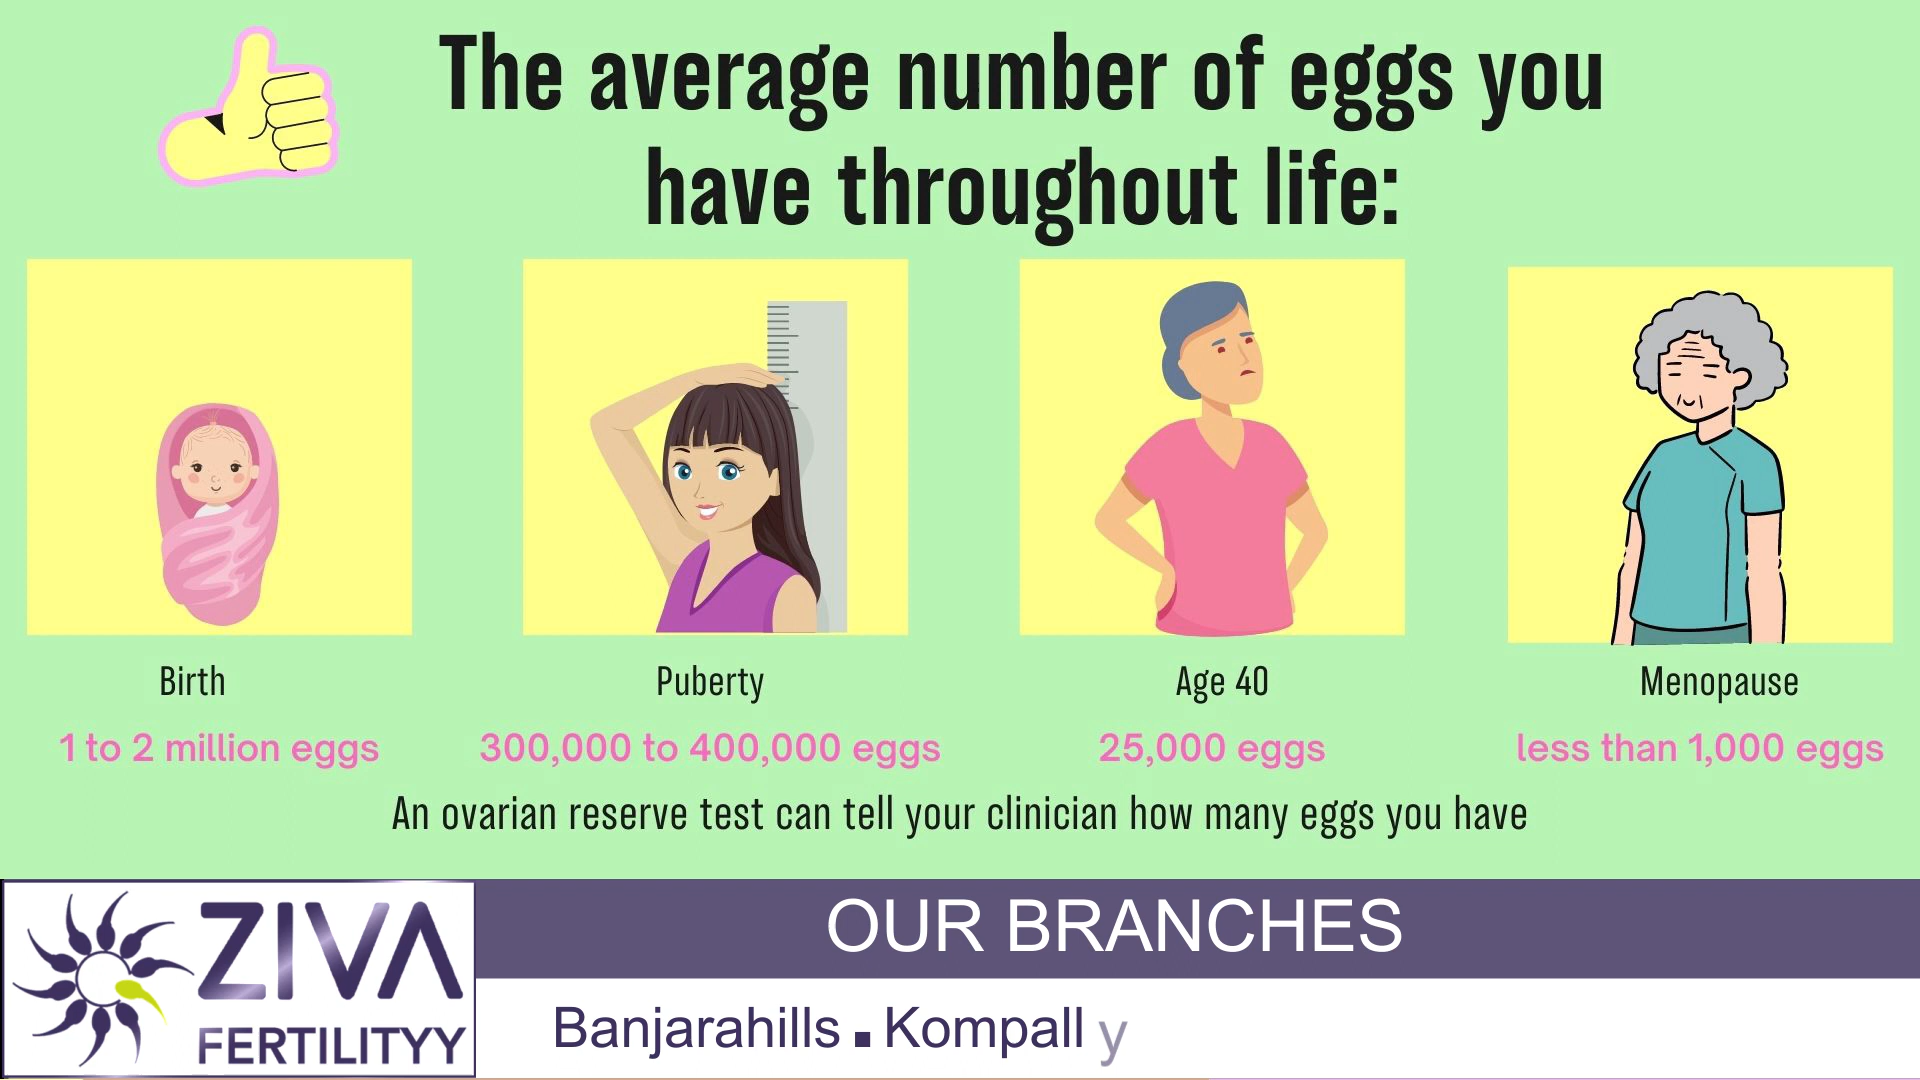 The average number of eggs you
have throughout life:
Birth
1 to 2 million eggs
Puberty
300,000 to 400,000 eggs
Age 40
25,000 eggs
Menopause
less than 1,000 eggs
An ovarian reserve test can tell your clinician how many eggs you have
ZIVA
FERTILITYY
OUR BRANCHES
Banjarahills ■ Kompall y